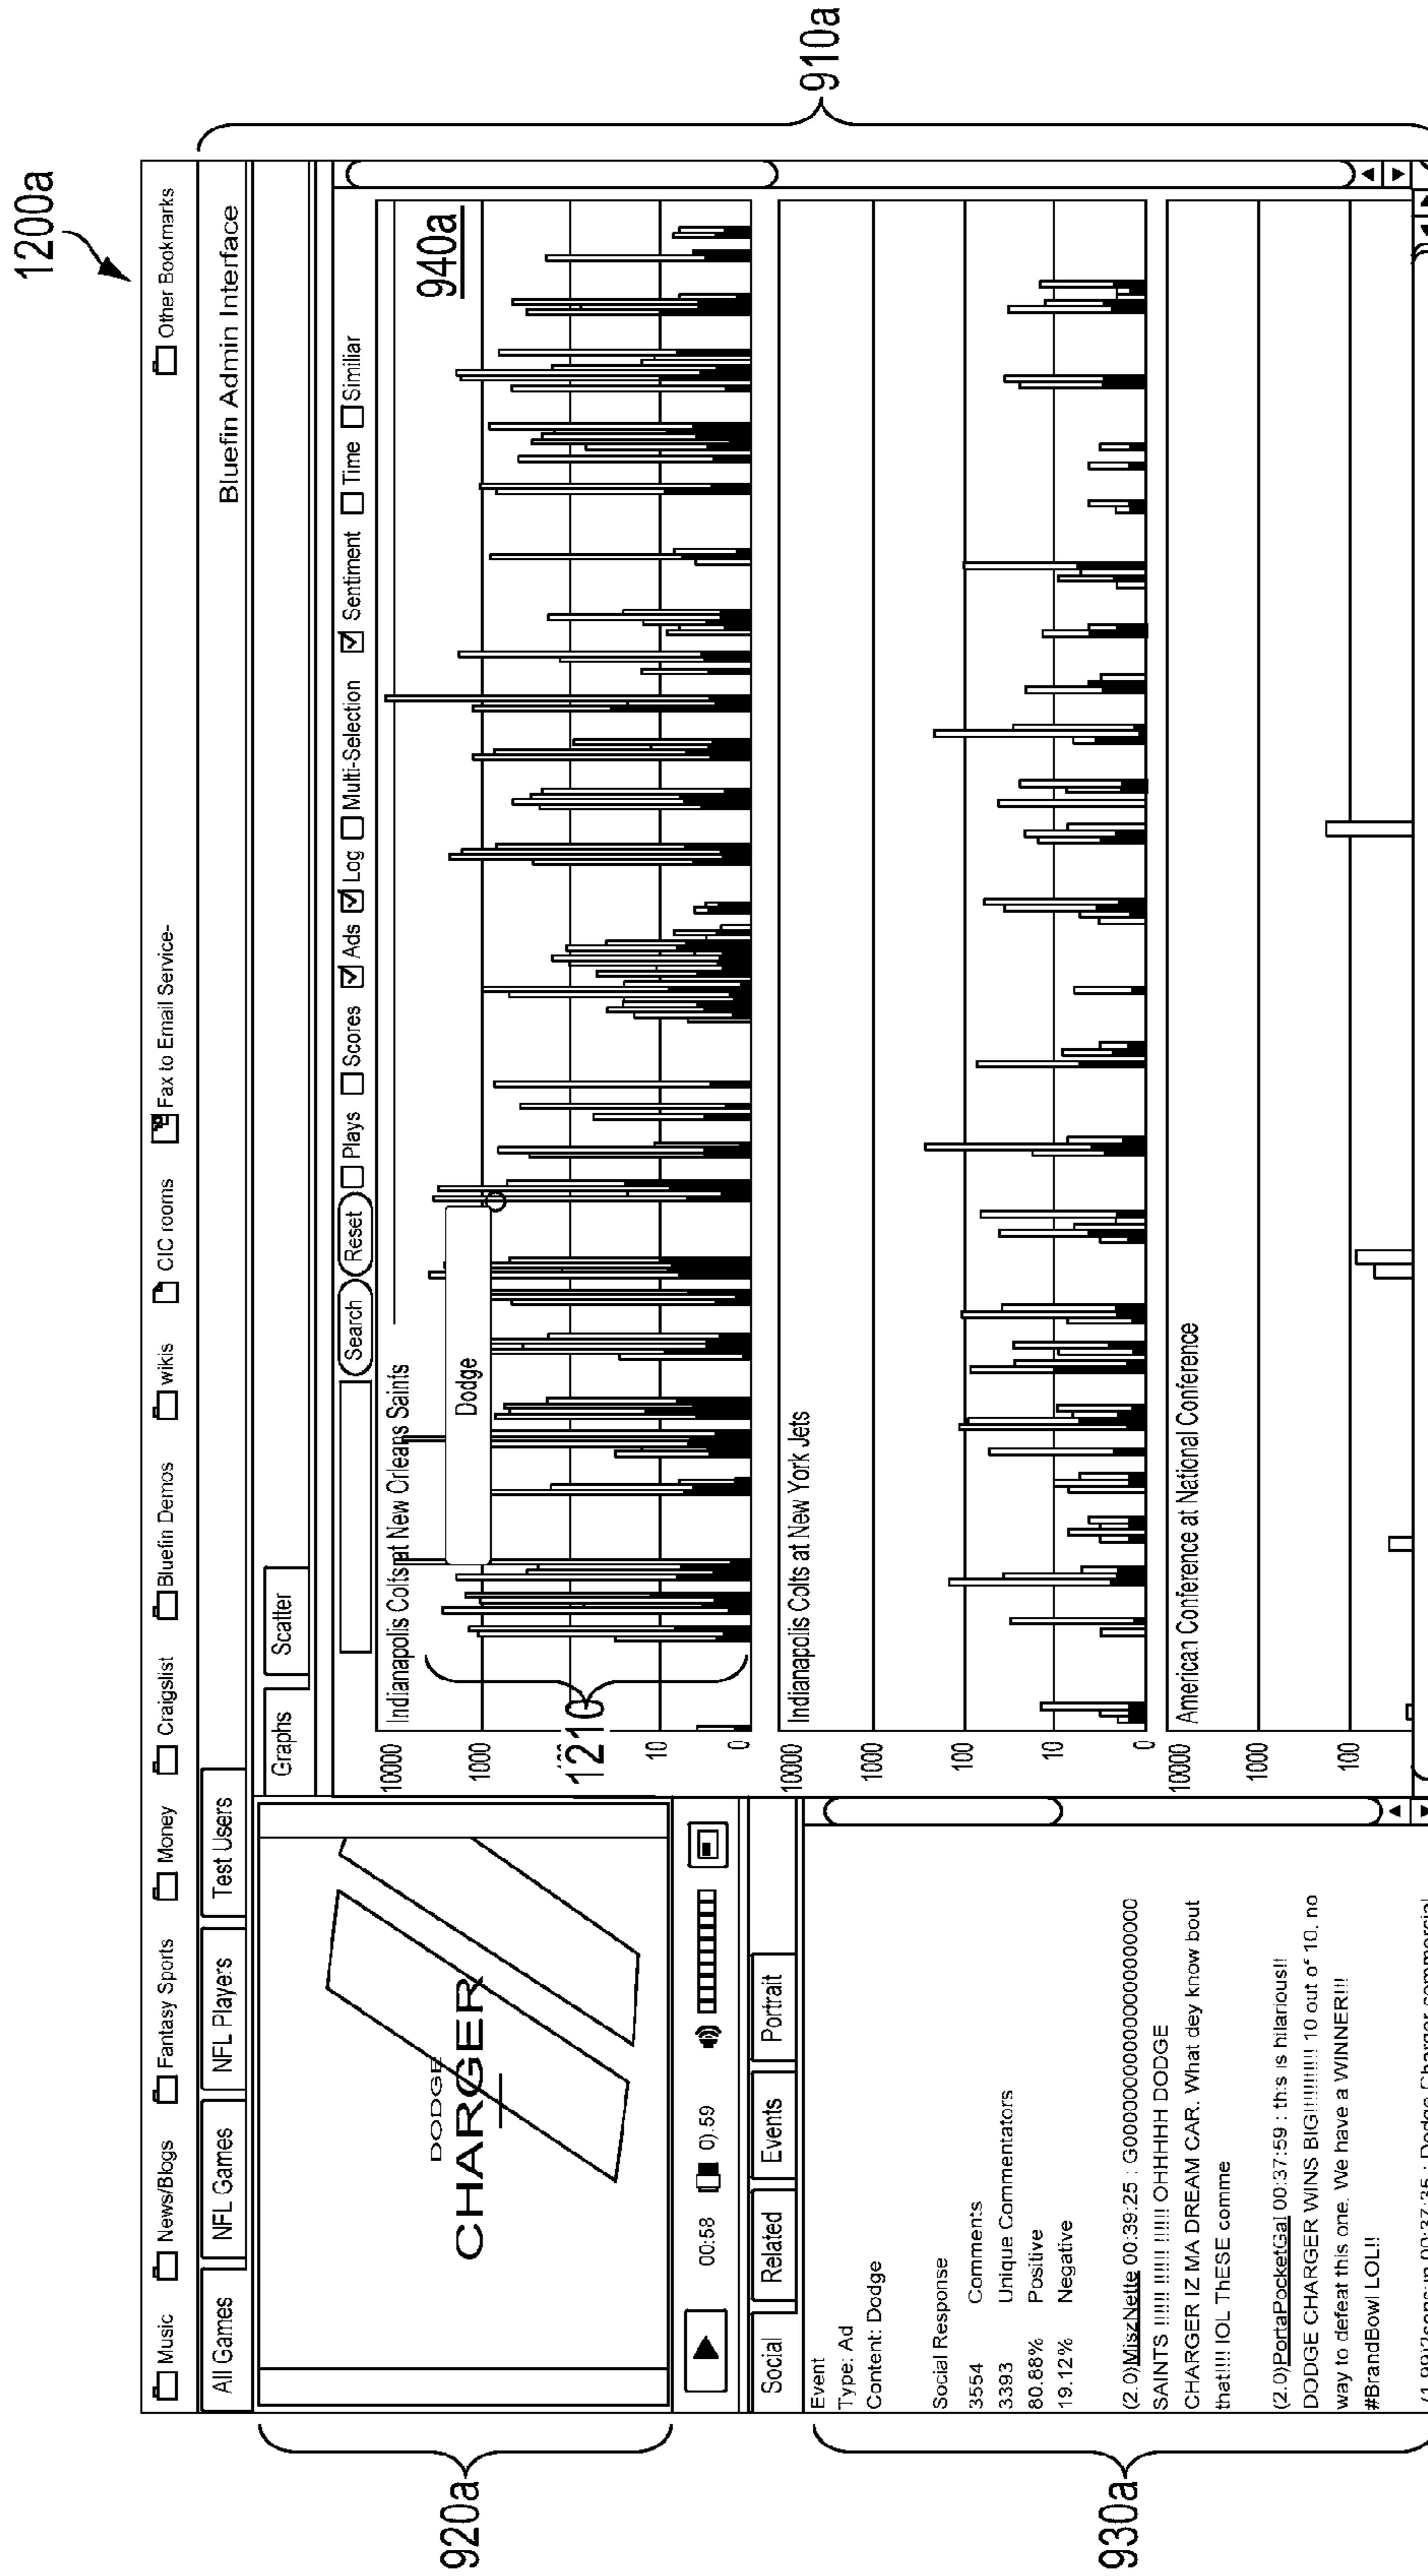 1200a
Music News/Blogs Fantasy Sports Money Craigslist Bluefin Demos wikis CIC rooms Fax to Email Service- Other Bookmarks
All Games NFL Games NFL Players Test Users Bluefin Admin Interface
920a
DODGE
CHARGER
00:58 0).59
Social Related Events Portrait
930a
Event
Type: Ad
Content: Dodge
Social Response
3554 Comments
3393 Unique Commentators
80.88% Positive
19.12% Negative
SAINTS !!!!!! !!!!!! !!!!!! OHHHHH DODGE
CHARGER IZ MA DREAM CAR. What dey know bout
that!!!!! lOL ThESE comme
(2.0)PortaPocketGal 00:37:59 : this is hilarious!!
DODGE CHARGER WINS BIG!!!!!!!!!!! 10 out of 10. no
way to defeat this one. We have a WINNER!!!
#BrandBowl LOL!!
Graphs Scatter
Search Reset Plays Scores Ads Log Multi-Selection Sentiment Time Similiar
940a
Indianapolis Colts at New Orleans Saints
Dodge
10000
1000
10
0
1210
Indianapolis Colts at New York Jets
10000
1000
100
10
0
American Conference at National Conference
10000
1000
100
910a